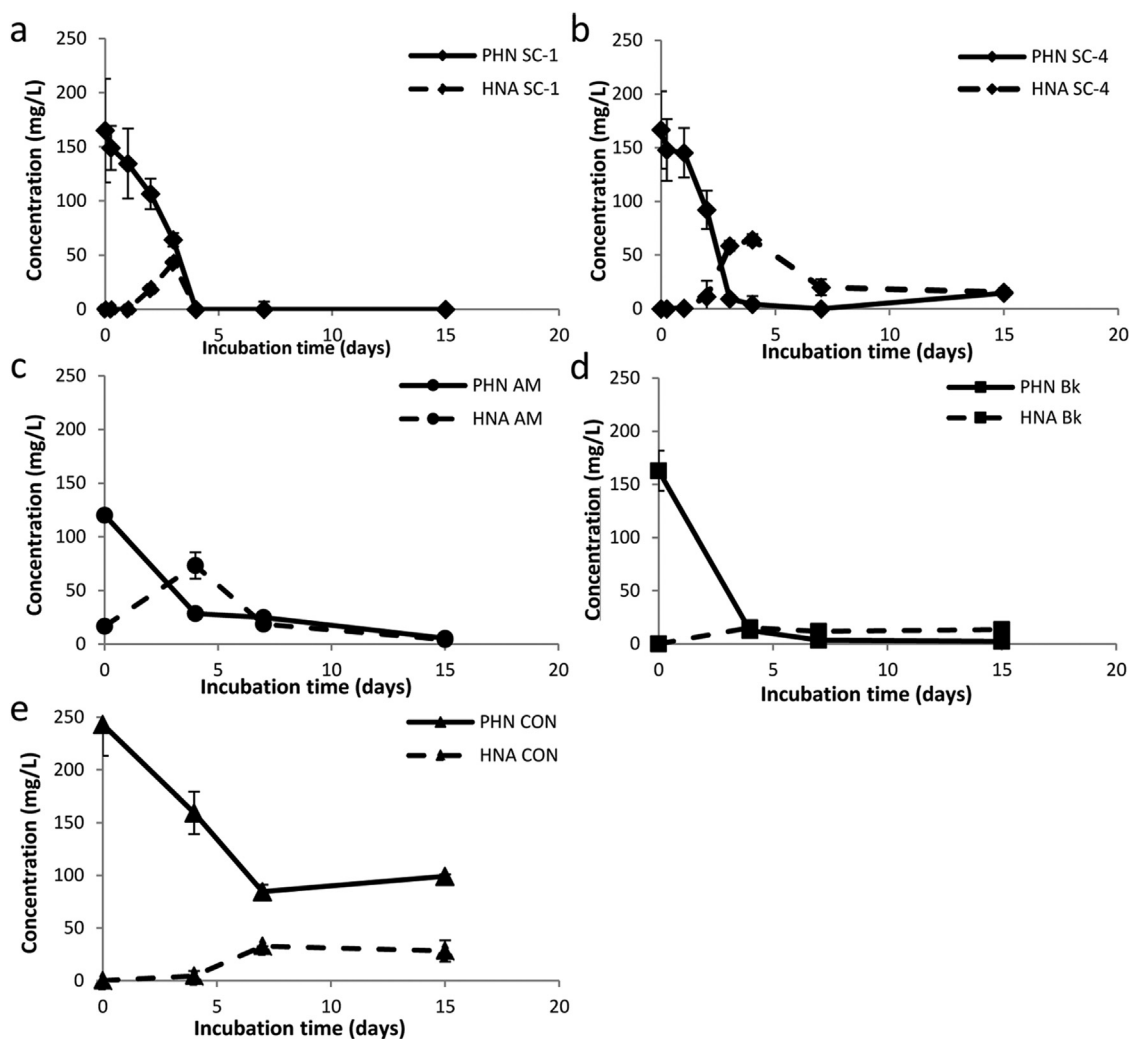 a
250
200
150
100
50
0
Concentration (mg/L)
PHN SC-1
HNA SC-1
0 5 10 15 20
Incubation time (days)
b
250
200
150
100
50
0
Concentration (mg/L)
PHN SC-4
HNA SC-4
0 5 10 15 20
Incubation time (days)
c
250
200
150
100
50
0
Concentration (mg/L)
PHN AM
HNA AM
0 5 10 15 20
Incubation time (days)
d
250
200
150
100
50
0
Concentration (mg/L)
PHN Bk
HNA Bk
0 5 10 15 20
Incubation time (days)
e
250
200
150
100
50
0
Concentration (mg/L)
PHN CON
HNA CON
0 5 10 15 20
Incubation time (days)